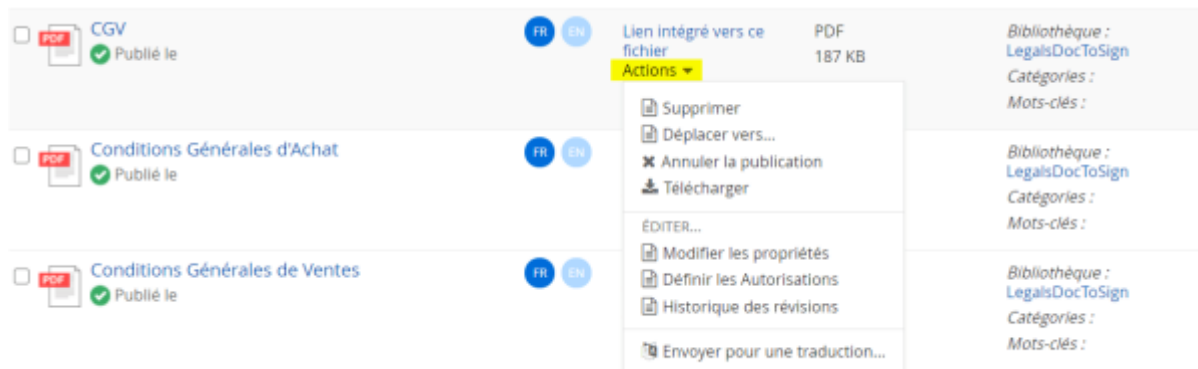 CGV
PDF
Publié le
FR EN
Lien intégré vers ce
fichier
Actions
PDF
187 KB
Bibliothèque :
LegalsDocToSign
Catégories :
Mots-clés :
Supprimer
Déplacer vers...
Annuler la publication
Télécharger
ÉDITER...
Modifier les propriétés
Définir les Autorisations
Historique des révisions
Envoyer pour une traduction...
Conditions Générales d'Achat
PDF
Publié le
FR EN
Bibliothèque :
LegalsDocToSign
Catégories :
Mots-clés :
Conditions Générales de Ventes
PDF
Publié le
FR EN
Bibliothèque :
LegalsDocToSign
Catégories :
Mots-clés :